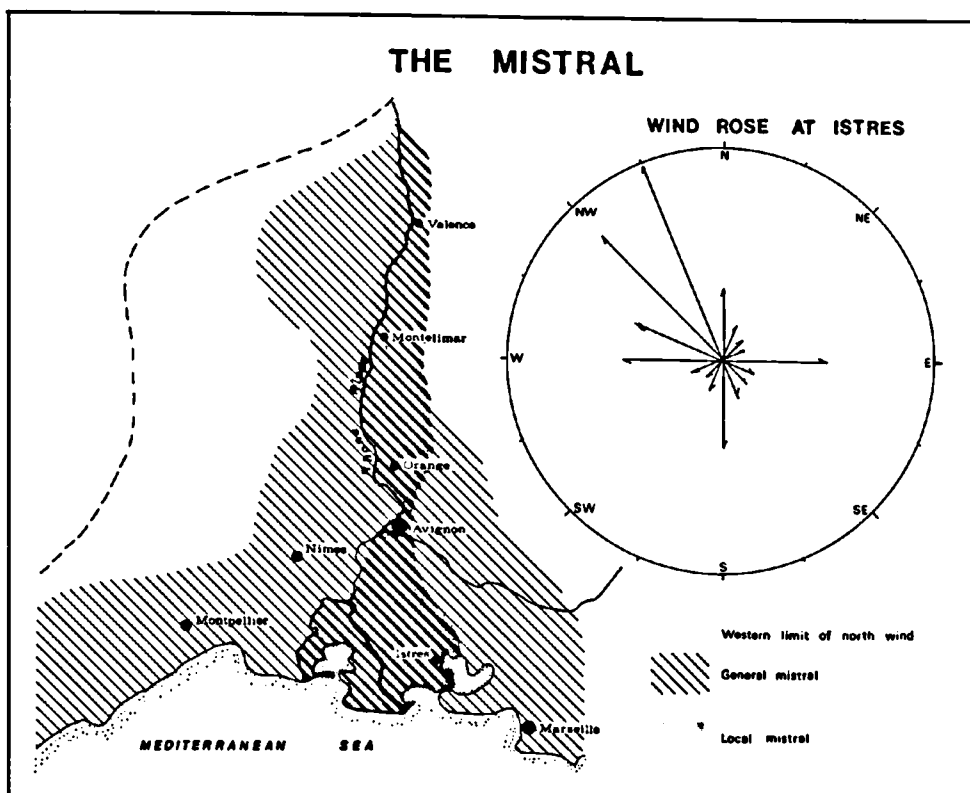 THE MISTRAL
WIND ROSE AT ISTRES
N
NW
NE
W
E
SW
SE
S
Valence
Montelimar
Orange
Avignon
Nimes
Montpellier
Istres
Marseille
MEDITERRANEAN SEA
Western limit of north wind
General mistral
Local mistral